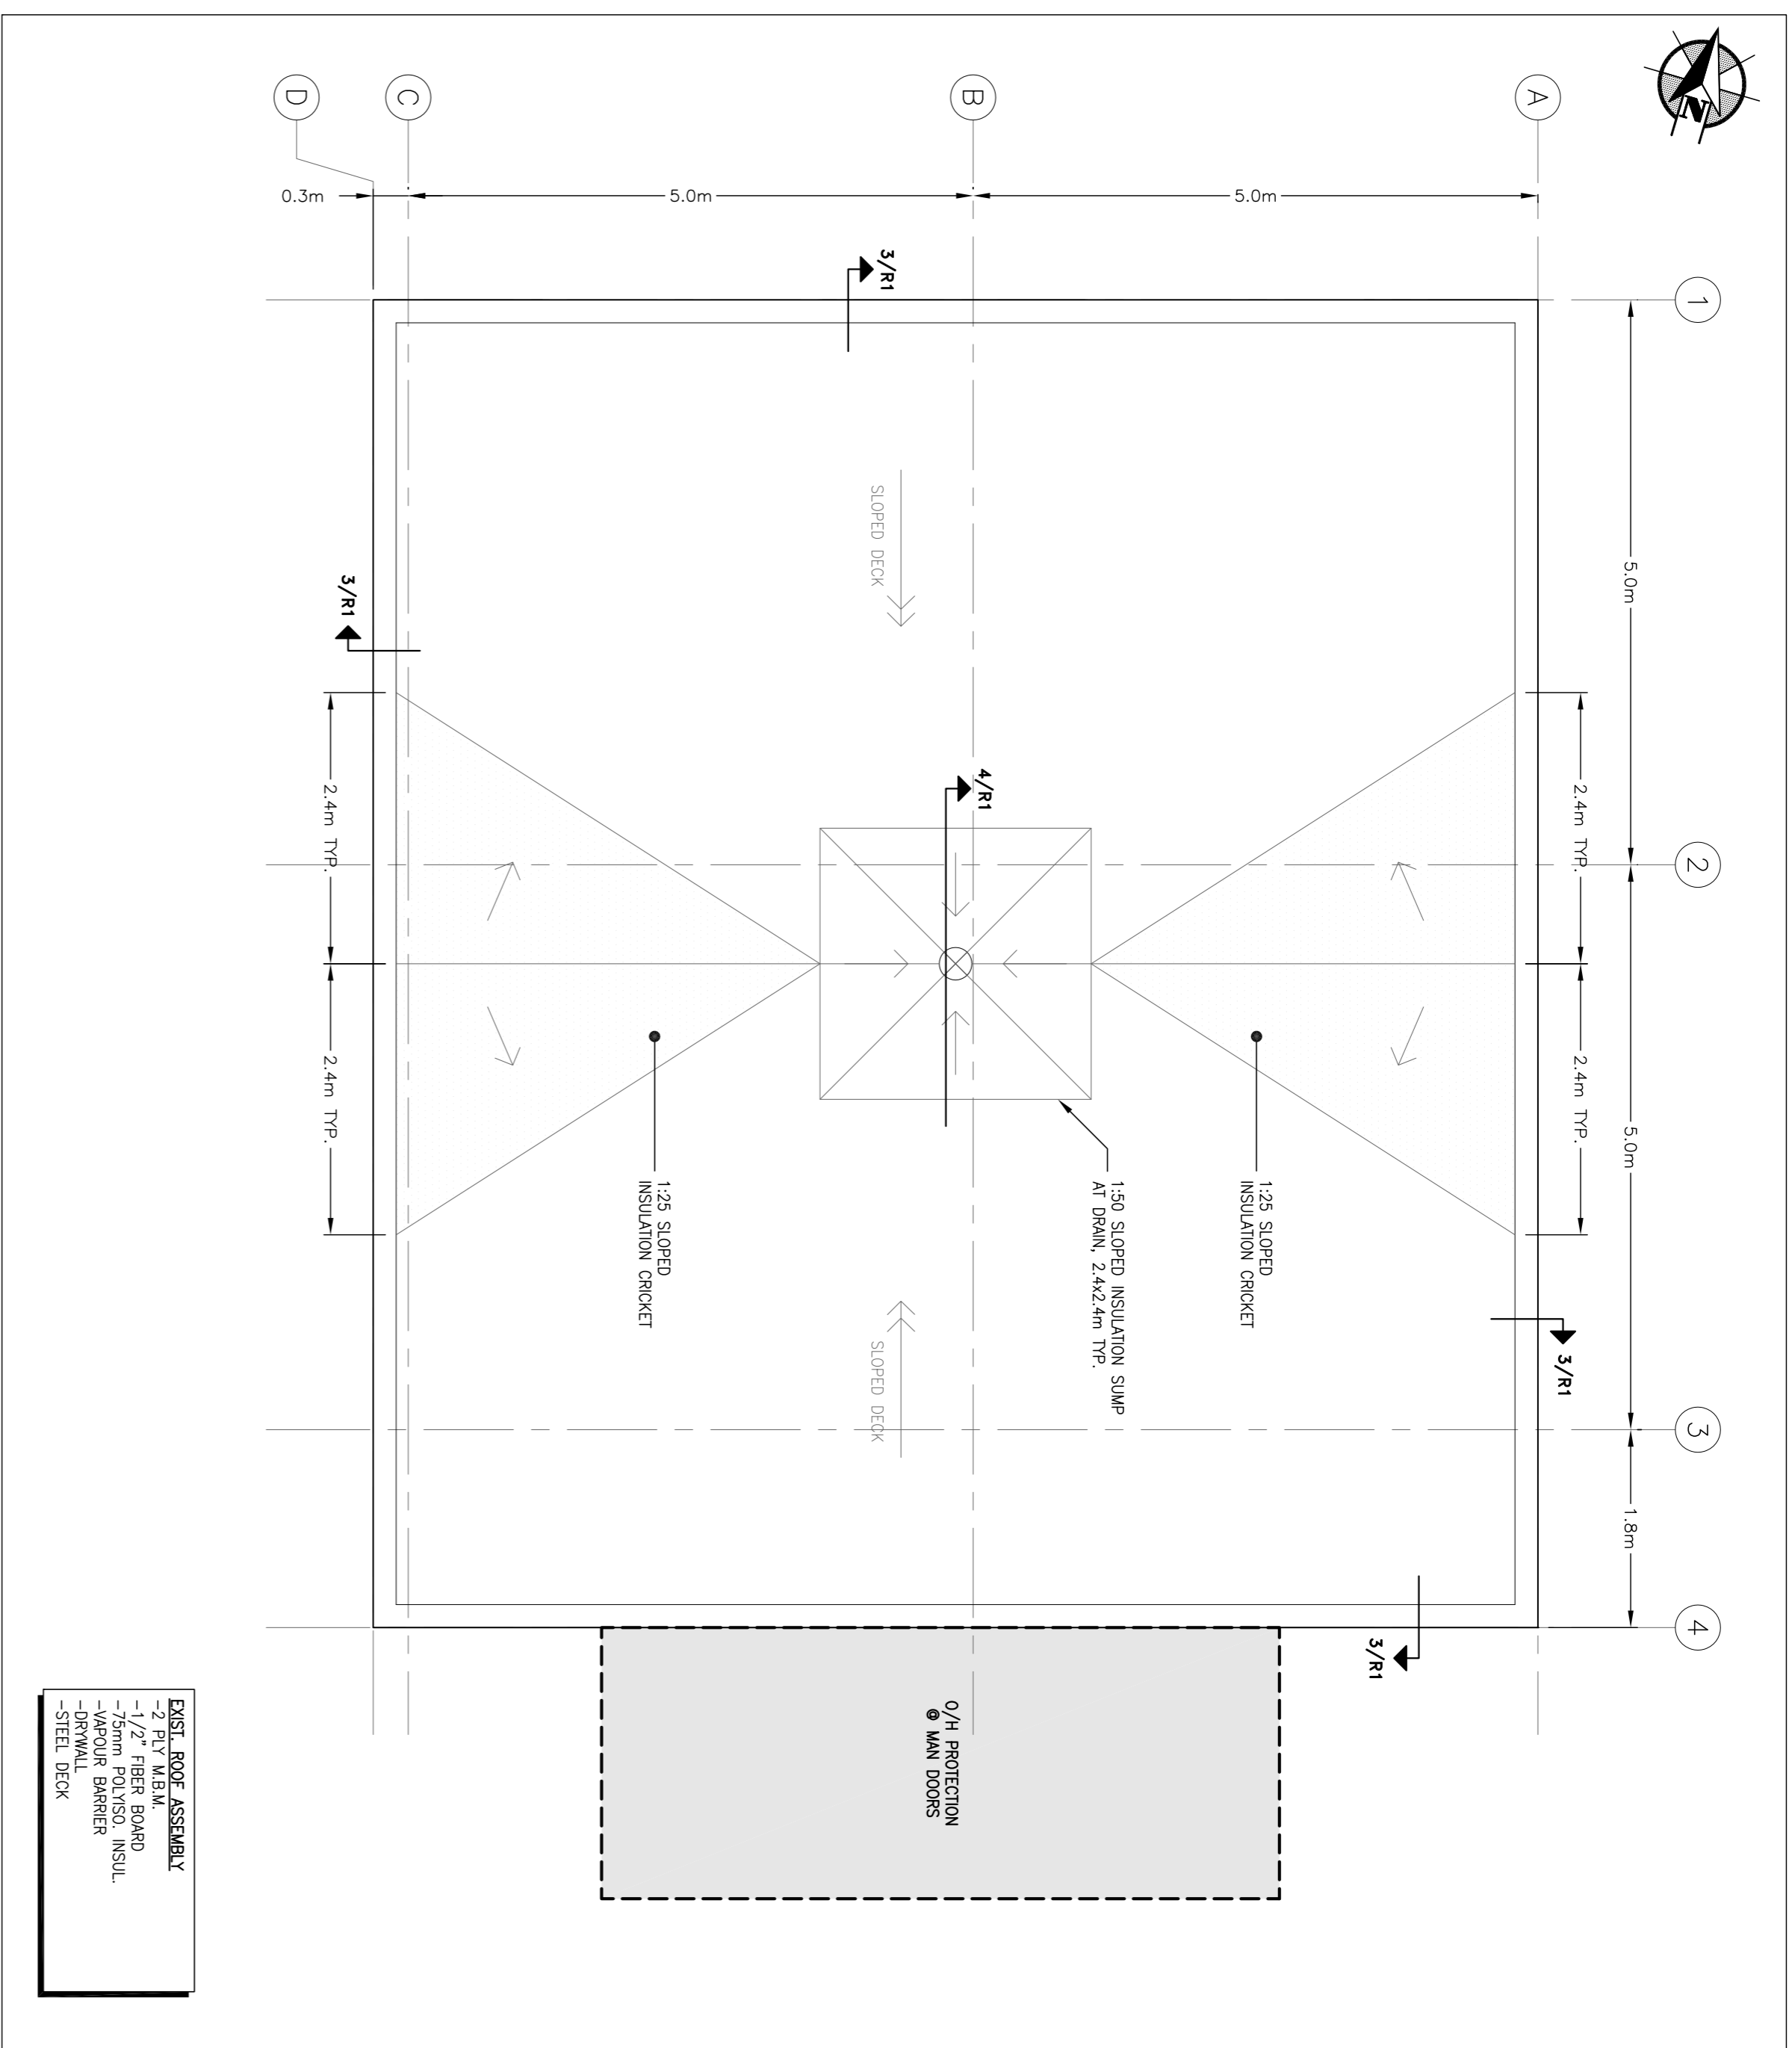 N
1
2
3
4
5.0m
5.0m
1.8m
A
B
C
D
5.0m
5.0m
0.3m
2.4m TYP.
2.4m TYP.
3/R1
3/R1
1:25 SLOPED
INSULATION CRICKET
1:50 SLOPED INSULATION SUMP
AT DRAIN, 2.4x2.4m TYP.
4/R1
O/H PROTECTION
@ MAN DOORS
3/R1
SLOPED DECK
SLOPED DECK
1:25 SLOPED
INSULATION CRICKET
3/R1
2.4m TYP.
2.4m TYP.
EXIST. ROOF ASSEMBLY
-2 PLY M.B.M.
-1/2" FIBER BOARD
-75mm POLYISO. INSUL.
-VAPOUR BARRIER
-DRYWALL
-STEEL DECK